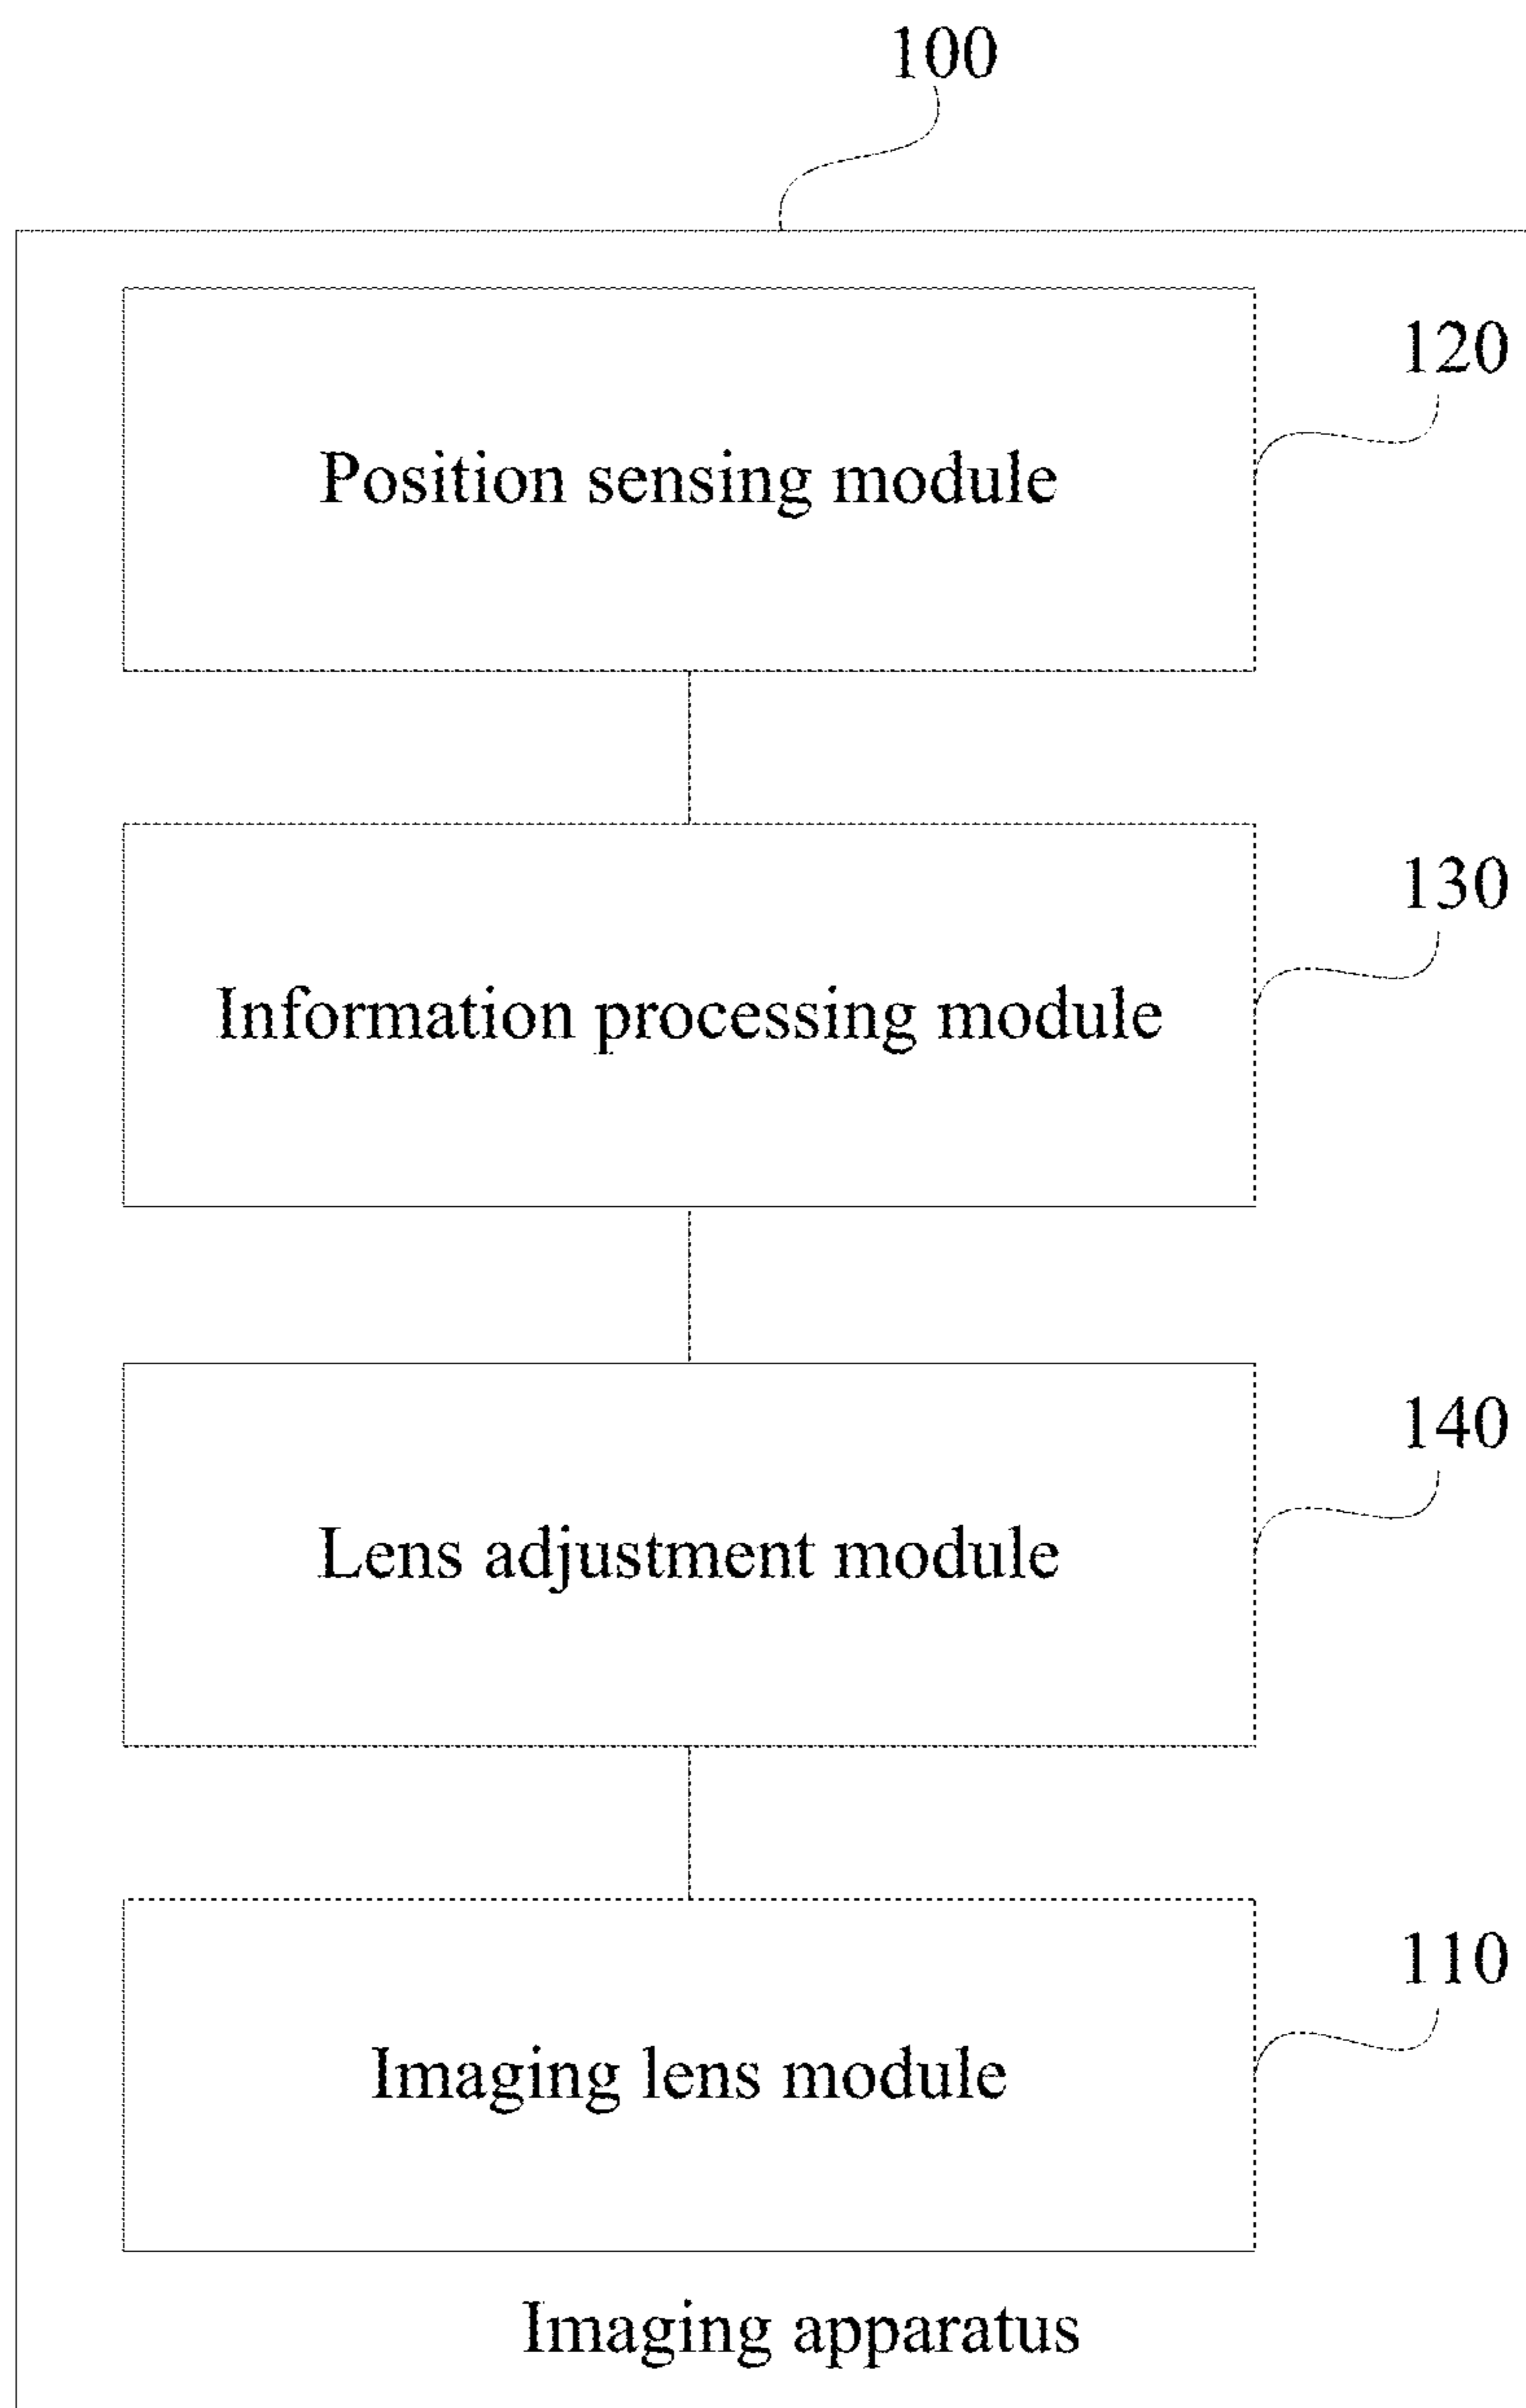 100
120
Position sensing module
130
Information processing module
140
Lens adjustment module
110
Imaging lens module
Imaging apparatus